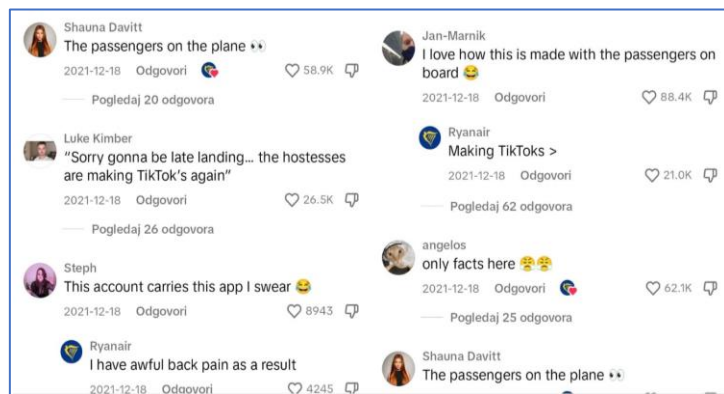 Shauna Davitt
The passengers on the plane 👀
2021-12-18 Odgovori 58.9K
Pogledaj 20 odgovora
Luke Kimber
“Sorry gonna be late landing... the hostesses
are making TikTok’s again”
2021-12-18 Odgovori 26.5K
Pogledaj 26 odgovora
Steph
This account carries this app I swear 😂
2021-12-18 Odgovori 8943
Ryanair
I have awful back pain as a result
2021-12-18 Odgovori 4245
Jan-Marnik
I love how this is made with the passengers on
board 😂
2021-12-18 Odgovori 88.4K
Ryanair
Making TikToks >
2021-12-18 Odgovori 21.0K
Pogledaj 62 odgovora
angelos
only facts here 😤😤
2021-12-18 Odgovori 62.1K
Pogledaj 25 odgovora
Shauna Davitt
The passengers on the plane 👀